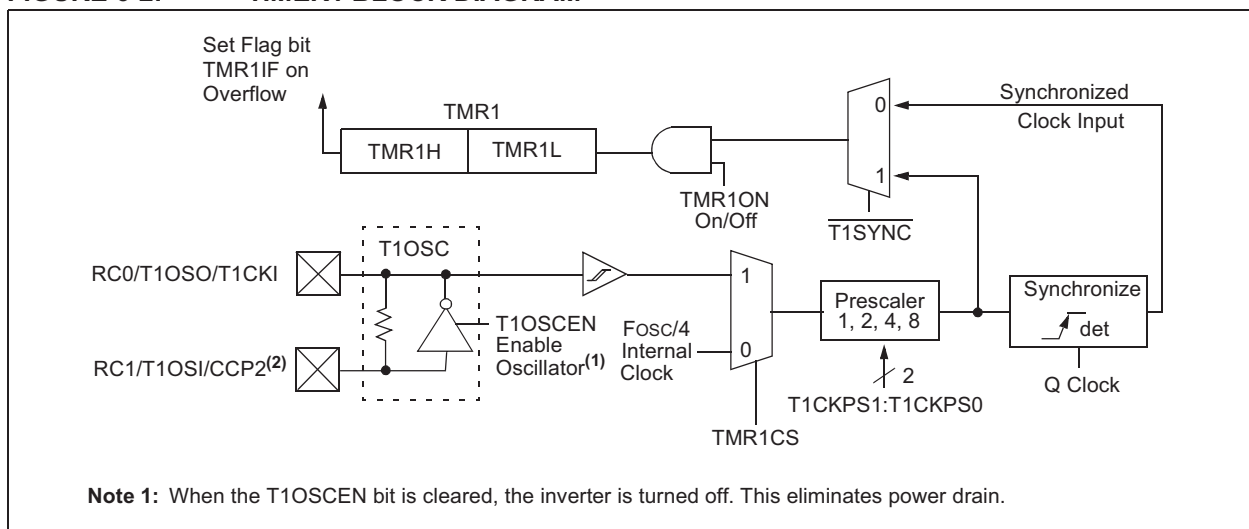 Set Flag bit
TMR1IF on
Overflow
TMR1
TMR1H
TMR1L
TMR1ON
On/Off
0
1
T1SYNC
Synchronized
Clock Input
RC0/T1OSO/T1CKI
T1OSC
RC1/T1OSI/CCP2(2)
T1OSCEN
Enable
Oscillator(1)
FOSC/4
Internal
Clock
1
0
TMR1CS
Prescaler
1, 2, 4, 8
2
T1CKPS1:T1CKPS0
Synchronize
det
Q Clock
Note 1: When the T1OSCEN bit is cleared, the inverter is turned off. This eliminates power drain.